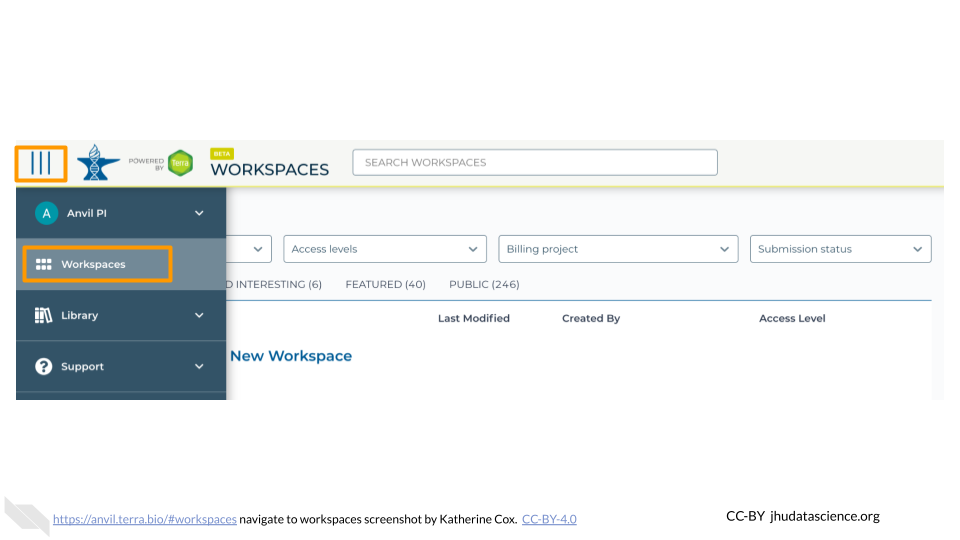 POWERED BY
Terra
BETA
WORKSPACES
SEARCH WORKSPACES
A Anvil PI
Workspaces
Library
? Support
Access levels
Billing project
Submission status
D INTERESTING (6) FEATURED (40) PUBLIC (246)
Last Modified Created By Access Level
New Workspace
https://anvil.terra.bio/#workspaces navigate to workspaces screenshot by Katherine Cox. CC-BY-4.0
CC-BY jhudatascience.org